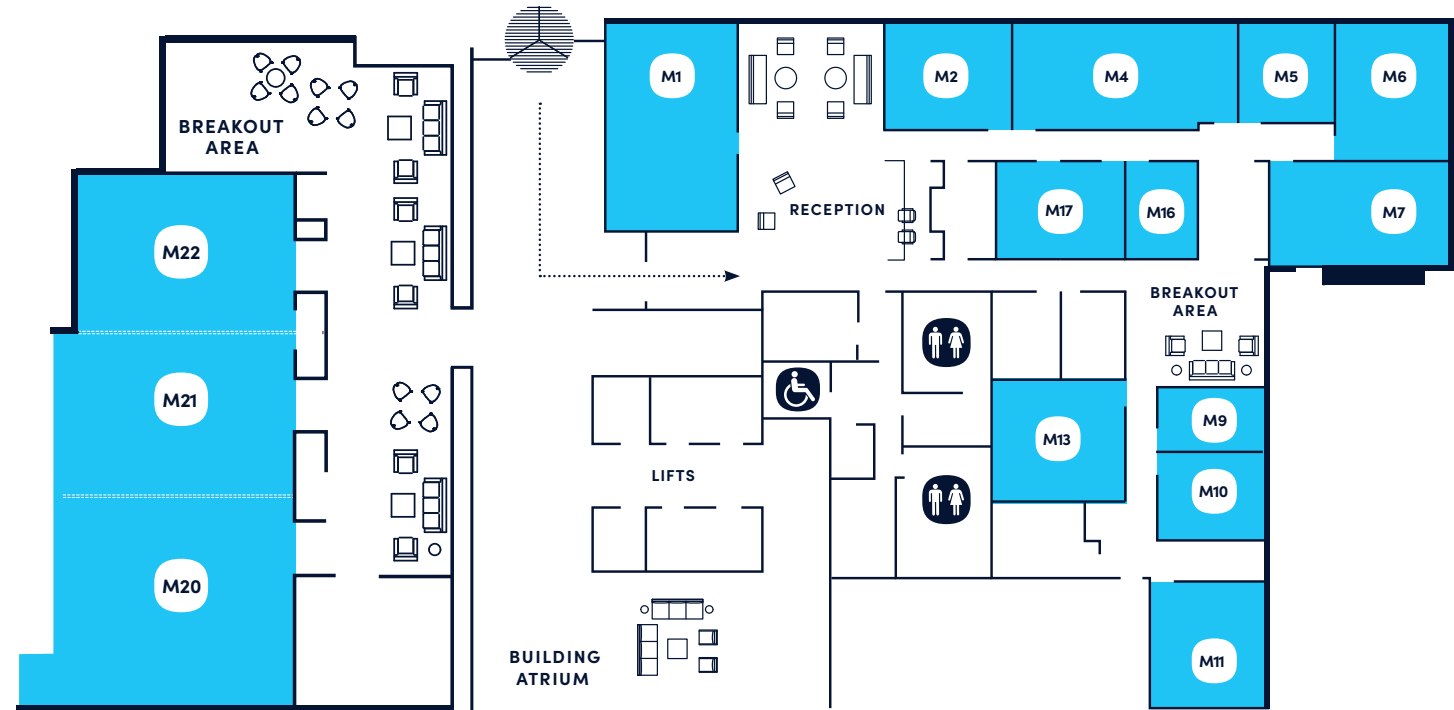 M1
M2
M4
M5
M6
BREAKOUT
AREA
RECEPTION
M17
M16
M7
M22
BREAKOUT
AREA
M21
M9
M13
LIFTS
M10
M20
BUILDING
ATRIUM
M11